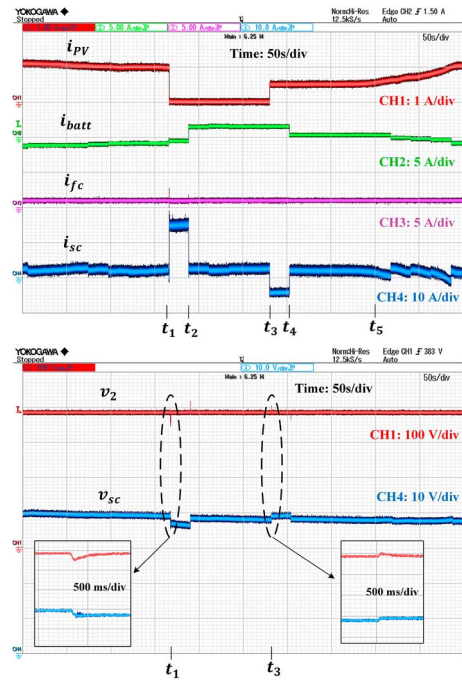 YOKOGAWA ◆
Stopped
Norm:Hi-Res
12.5kS/s
Edge CH2 ƒ 1.50 A
Auto
5.00 A/div
5.00 A/div
10.0 A/div
Main : 6.25 M
50s/div
i_PV
Time: 50s/div
CH1: 1 A/div
i_batt
CH2: 5 A/div
i_fc
CH3: 5 A/div
i_sc
CH4: 10 A/div
t_1 t_2 t_3 t_4 t_5
YOKOGAWA ◆
Stopped
Norm:Hi-Res
12.5kS/s
Edge CH1 ƒ 383 V
Auto
10.0 V/div
Main : 6.25 M
50s/div
v_2
Time: 50s/div
CH1: 100 V/div
v_sc
CH4: 10 V/div
500 ms/div
500 ms/div
t_1 t_3